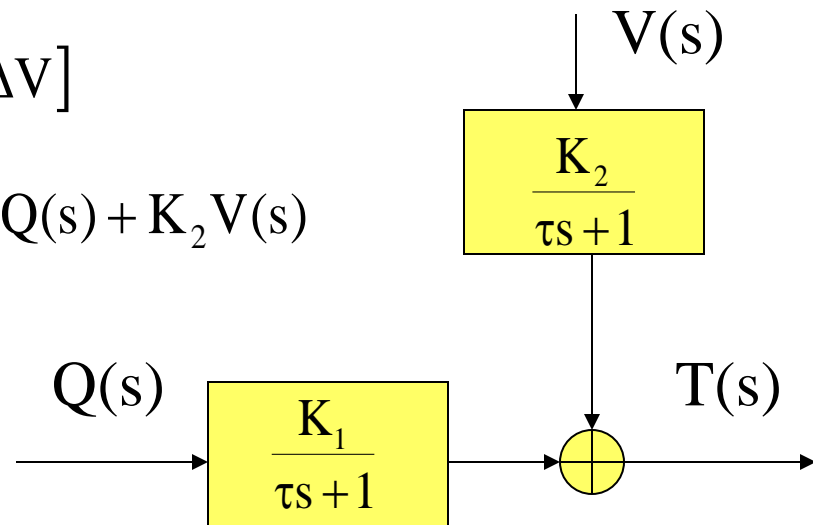 ΔV]
Q(s) + K₂V(s)
V(s)
K₂
τs + 1
Q(s)
K₁
τs + 1
T(s)